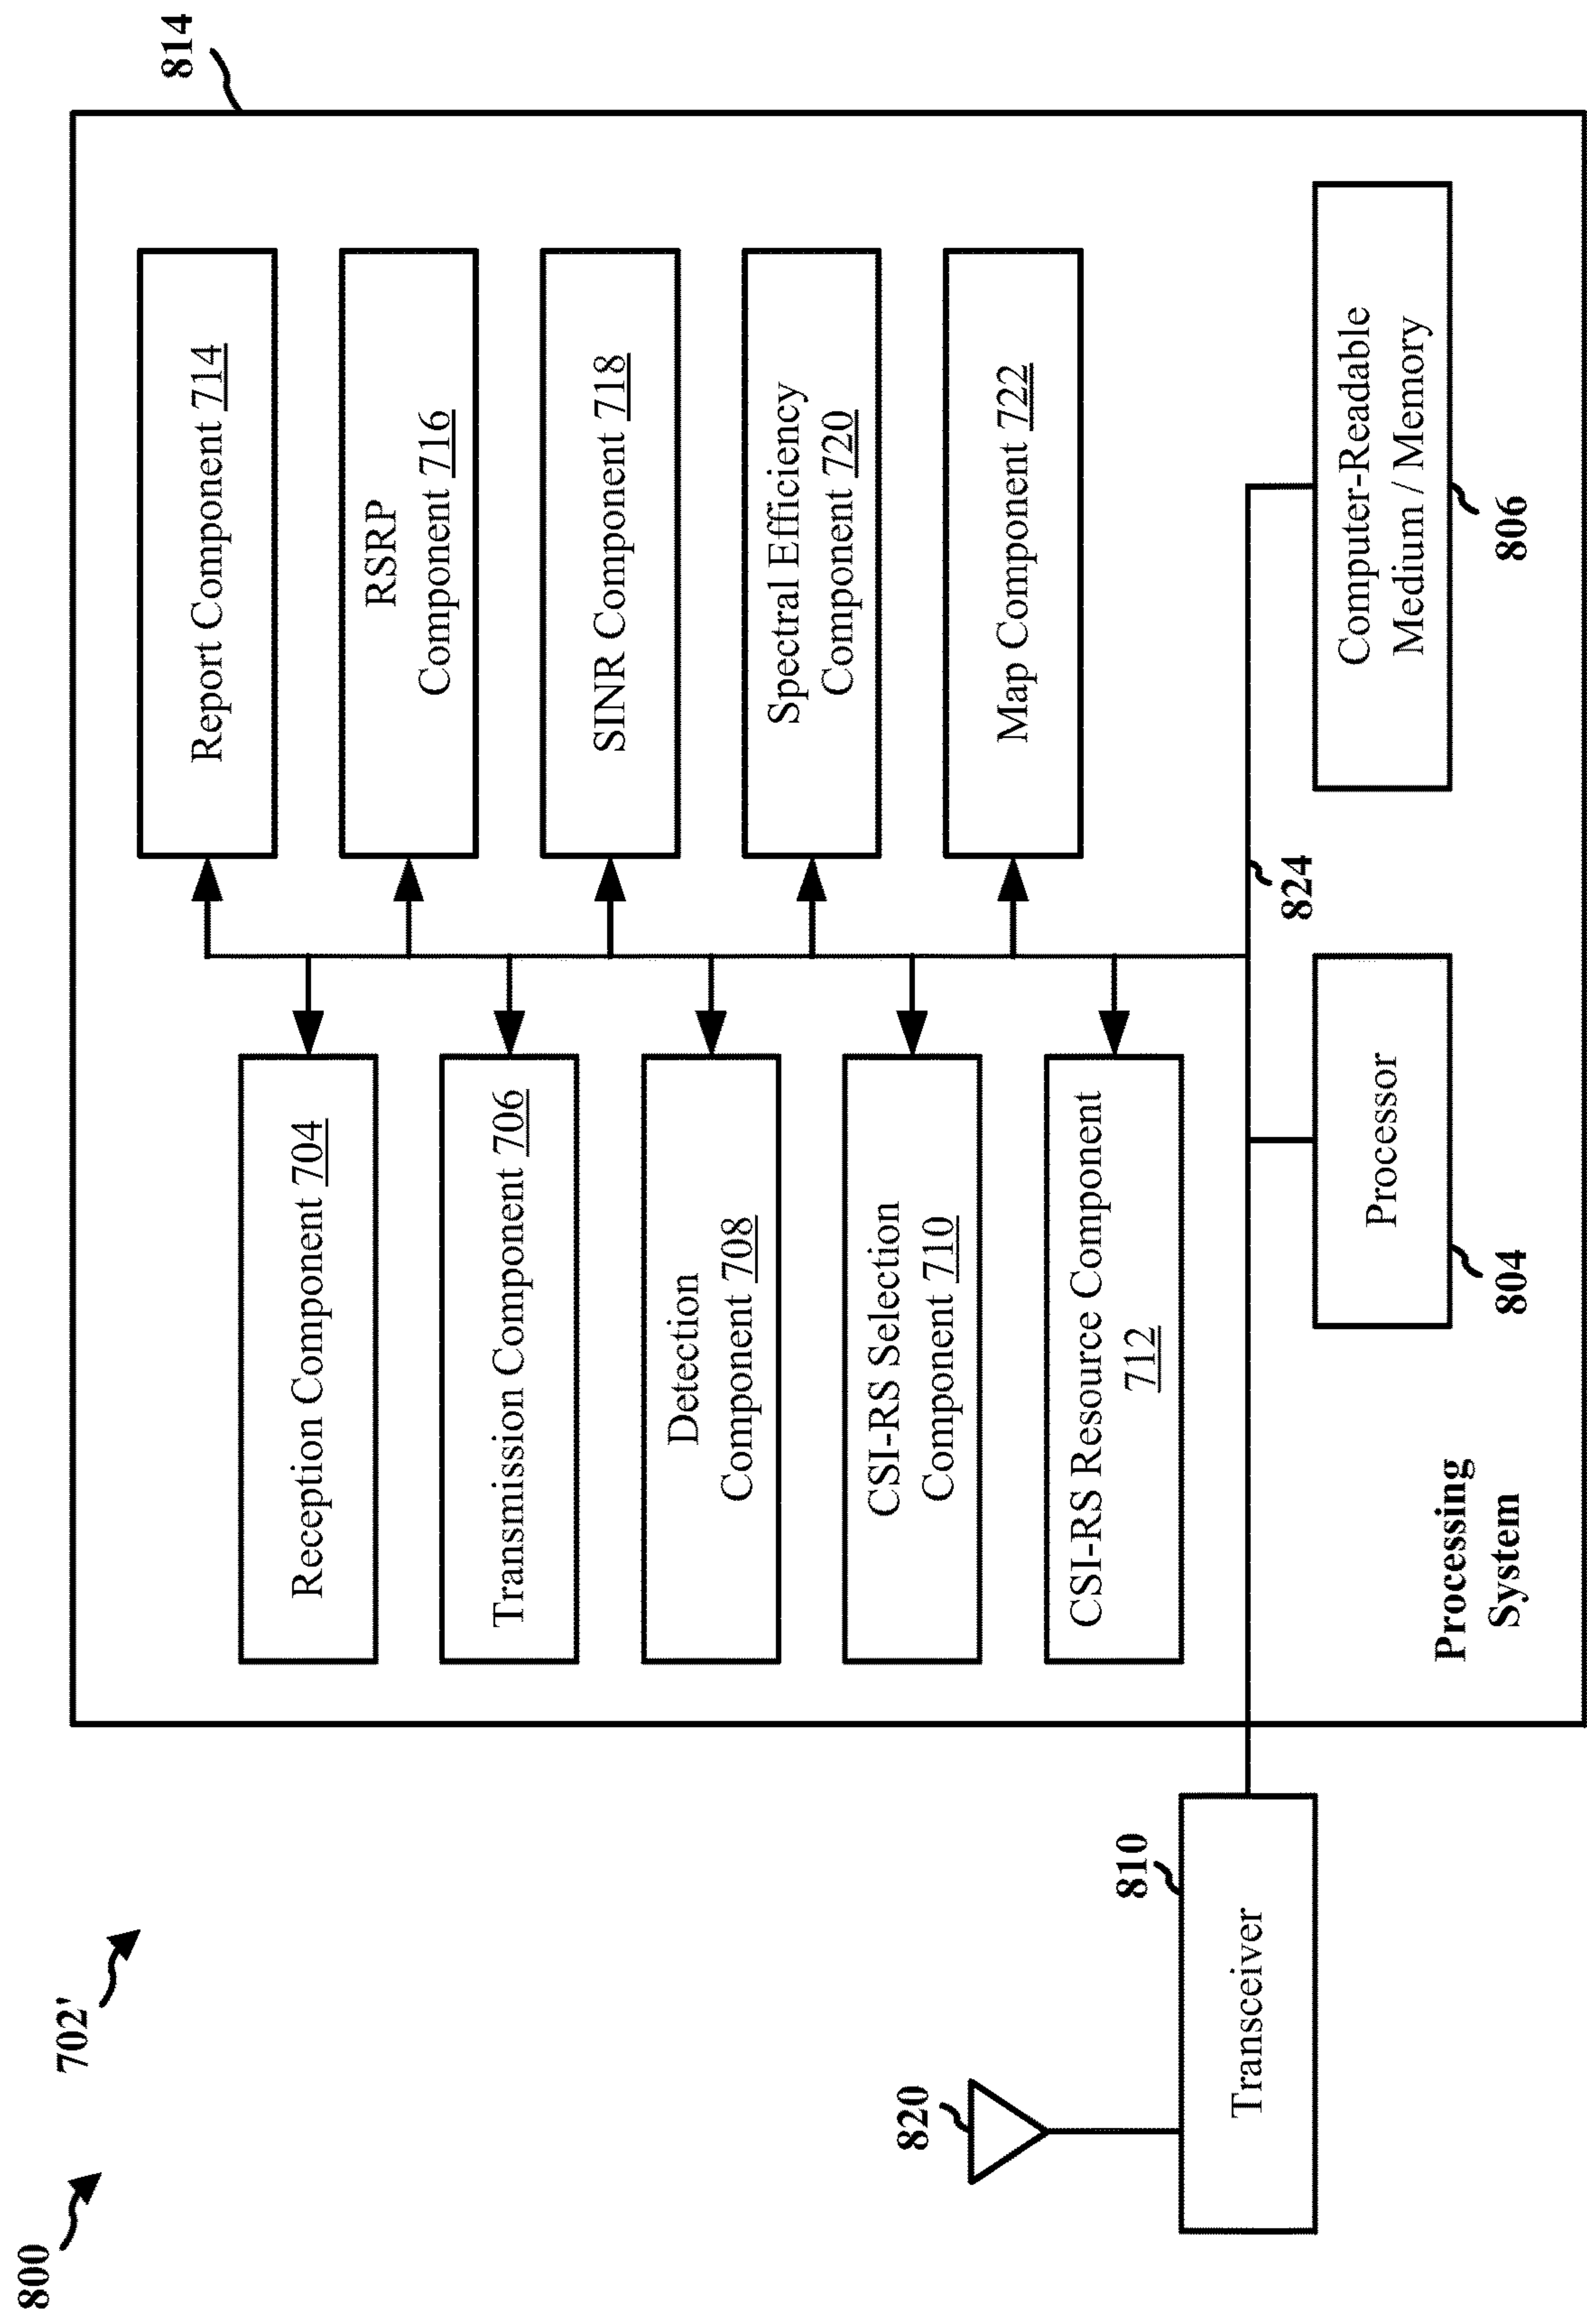 800
702'
814
Reception Component 704
Transmission Component 706
Detection
Component 708
CSI-RS Selection
Component 710
CSI-RS Resource Component
712
Report Component 714
RSRP
Component 716
SINR Component 718
Spectral Efficiency
Component 720
Map Component 722
820
810
Transceiver
824
Processing
System
Processor
804
Computer-Readable
Medium / Memory
806